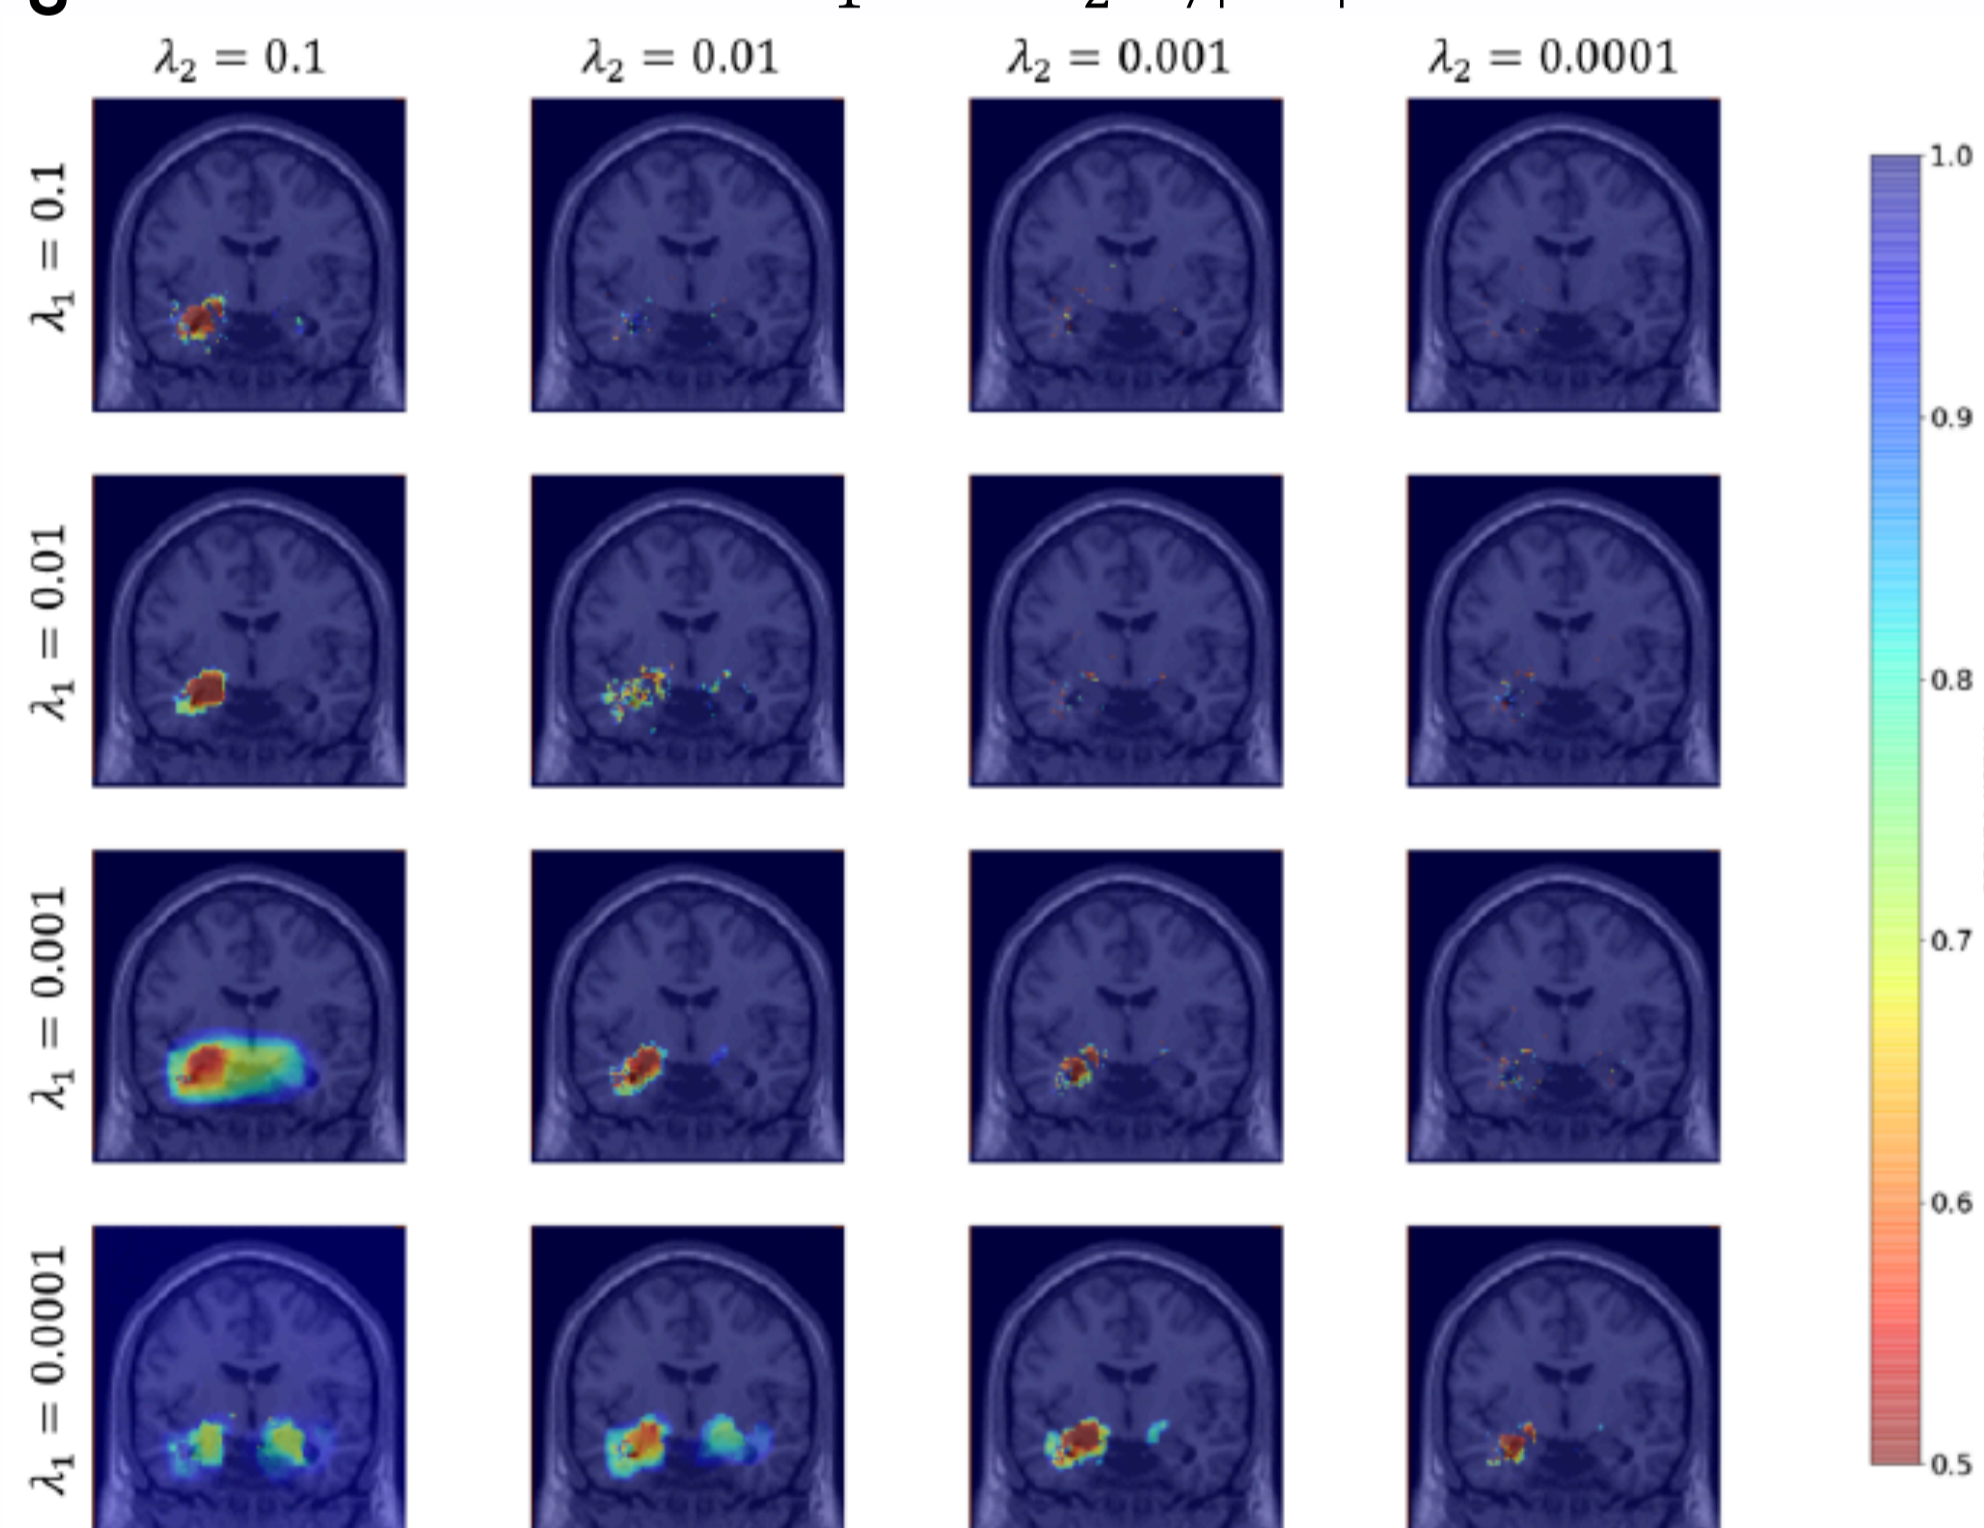 λ₂ = 0.1 λ₂ = 0.01 λ₂ = 0.001 λ₂ = 0.0001
λ₁ = 0.1
λ₁ = 0.01
λ₁ = 0.001
λ₁ = 0.0001
1.0
0.9
0.8
0.7
0.6
0.5